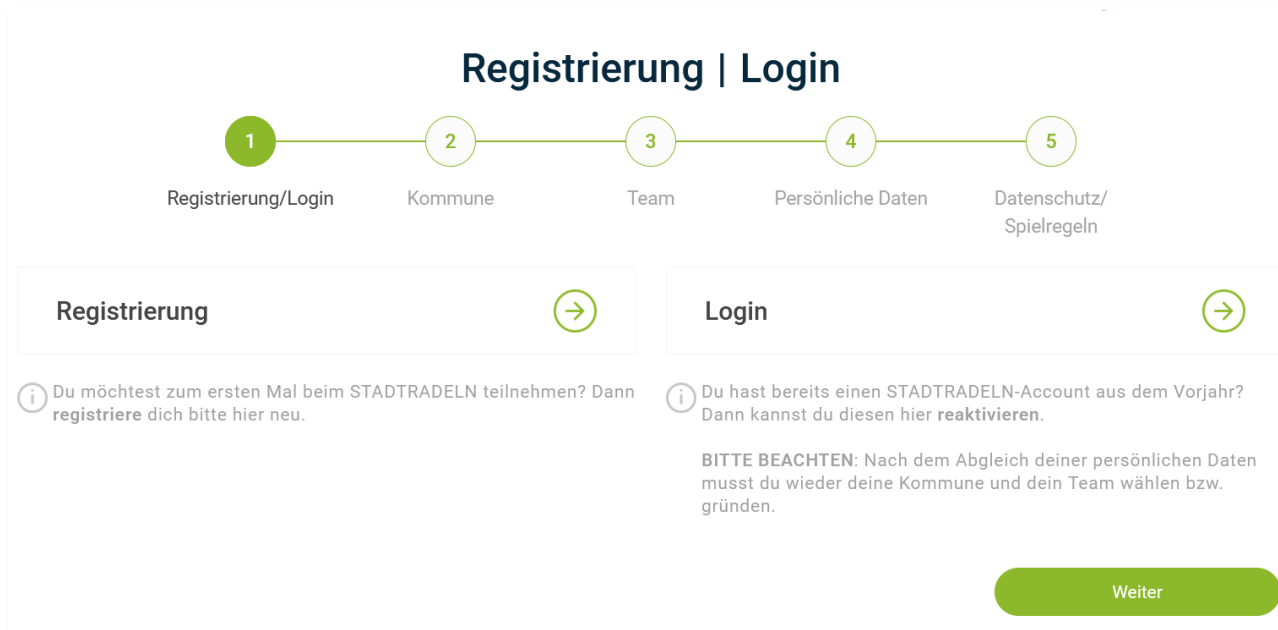 Registrierung | Login
1 2 3 4 5
Registrierung/Login Kommune Team Persönliche Daten Datenschutz/
Spielregeln
Registrierung
Du möchtest zum ersten Mal beim STADTRADELN teilnehmen? Dann
registriere dich bitte hier neu.
Login
Du hast bereits einen STADTRADELN-Account aus dem Vorjahr?
Dann kannst du diesen hier reaktivieren.
BITTE BEACHTEN: Nach dem Abgleich deiner persönlichen Daten
musst du wieder deine Kommune und dein Team wählen bzw.
gründen.
Weiter